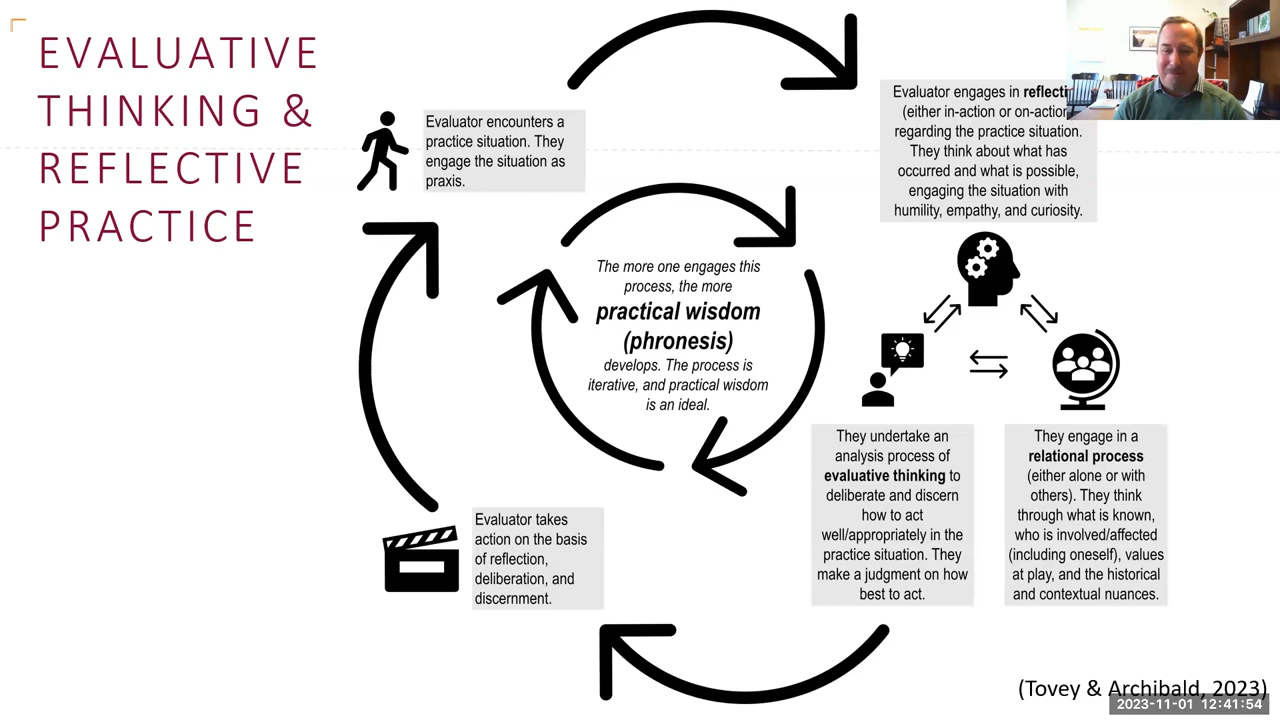 EVALUATIVE
THINKING &
REFLECTIVE
PRACTICE
Evaluator encounters a
practice situation. They
engage the situation as
praxis.
Evaluator engages in
(either in-action or
regarding the practice situation.
They think about what has
occurred and what is possible,
engaging the situation with
humility, empathy, and curiosity.
The more one engages this
process, the more
practical wisdom
(phronesis)
develops. The process is
iterative, and practical wisdom
is an ideal.
They undertake an
analysis process of
evaluative thinking to
deliberate and discern
how to act
well/appropriately in the
practice situation. They
make a judgment on how
best to act.
They engage in a
relational process
(either alone or with
others). They think
through what is known,
who is involved/affected
(including oneself), values
at play, and the historical
and contextual nuances.
Evaluator takes
action on the basis
of reflection,
deliberation, and
discernment.
(Tovey & Archibald, 2023)
2023-11-01 12:41:54